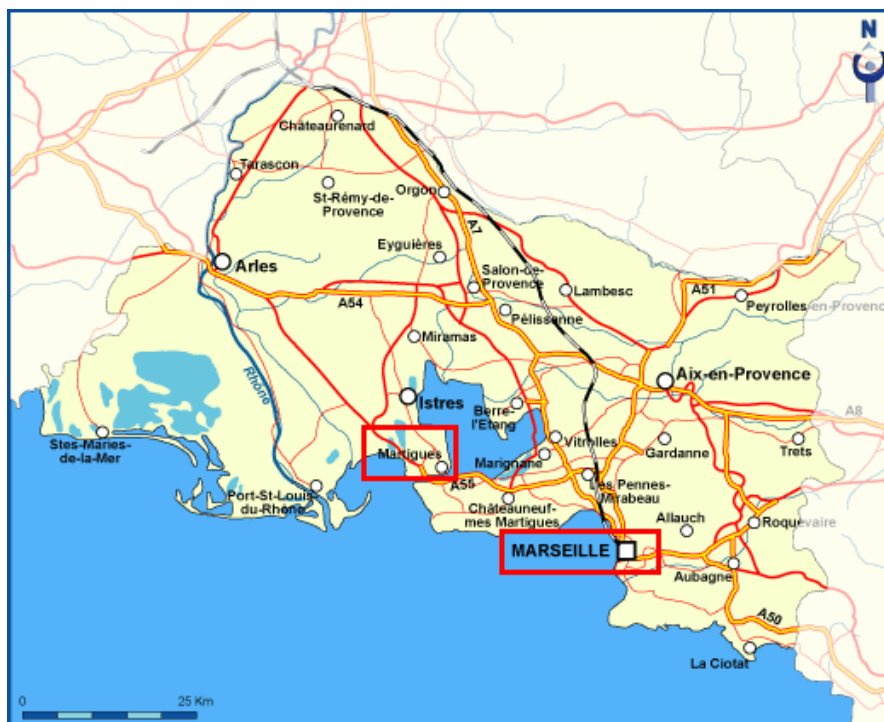 N
Châteaurenard
Tarascon
St-Rémy-de-
Provence
Orgon
A7
Eyguières
Arles
Salon-de-
Provence
Lambesc
A51
Peyrolles
en-Provenc
A54
Pélissanne
Miramas
Rhône
Istres
Aix-en-Provence
Berre-
l'Etang
A8
Stes-Maries-
de-la-Mer
Martigues
Vitrolles
Marignane
Gardanne
Trets
A55
Port-St-Louis-
du-Rhône
Châteauneuf-
mes Martigues
Les Pennes-
Mirabeau
Allauch
Roquevaire
MARSEILLE
Aubagne
A50
La Ciotat
0 25 Km